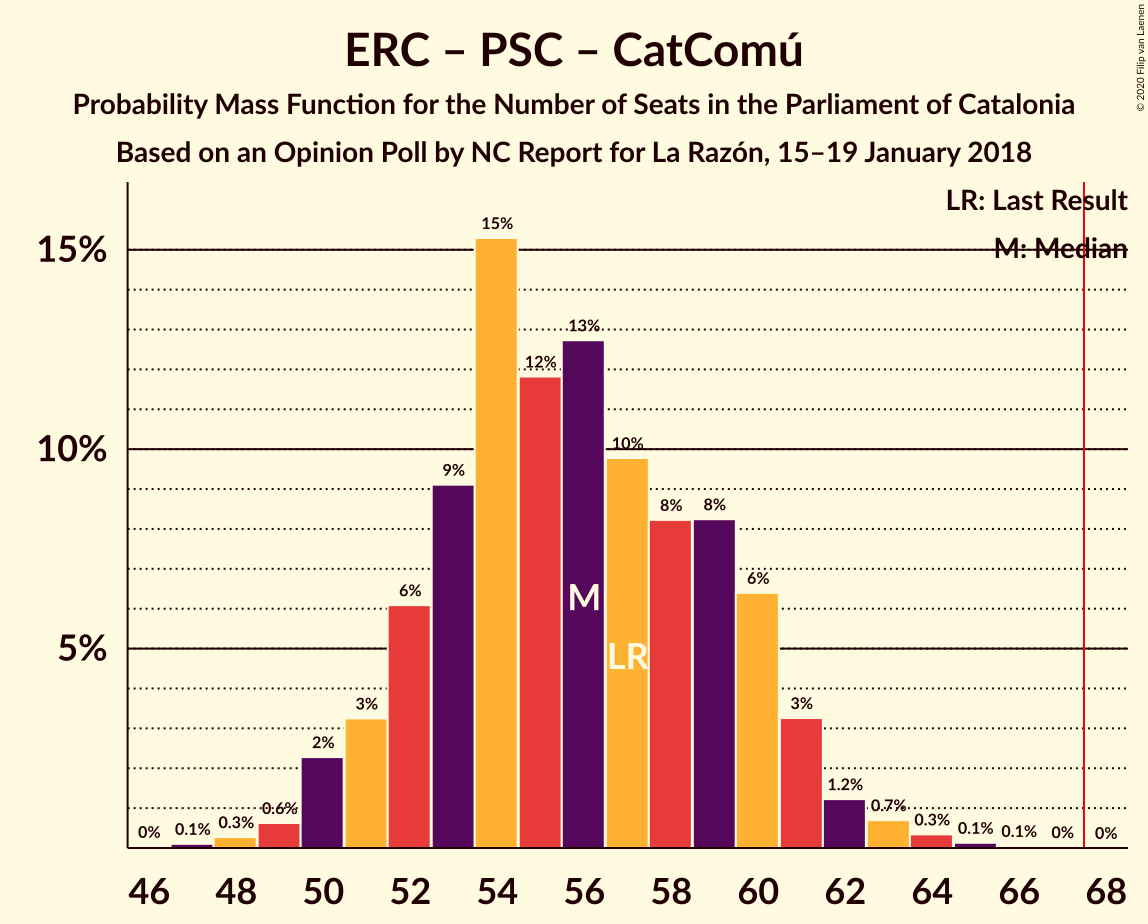 ERC – PSC – CatComú
Probability Mass Function for the Number of Seats in the Parliament of Catalonia
Based on an Opinion Poll by NC Report for La Razón, 15–19 January 2018
© 2020 Filip van Laenen
LR: Last Result
M: Median
15%
10%
5%
0%
0.1%
0.3%
0.6%
2%
3%
6%
9%
15%
12%
13%
10%
8%
8%
6%
3%
1.2%
0.7%
0.3%
0.1%
0.1%
0%
0%
M
LR
46 48 50 52 54 56 58 60 62 64 66 68